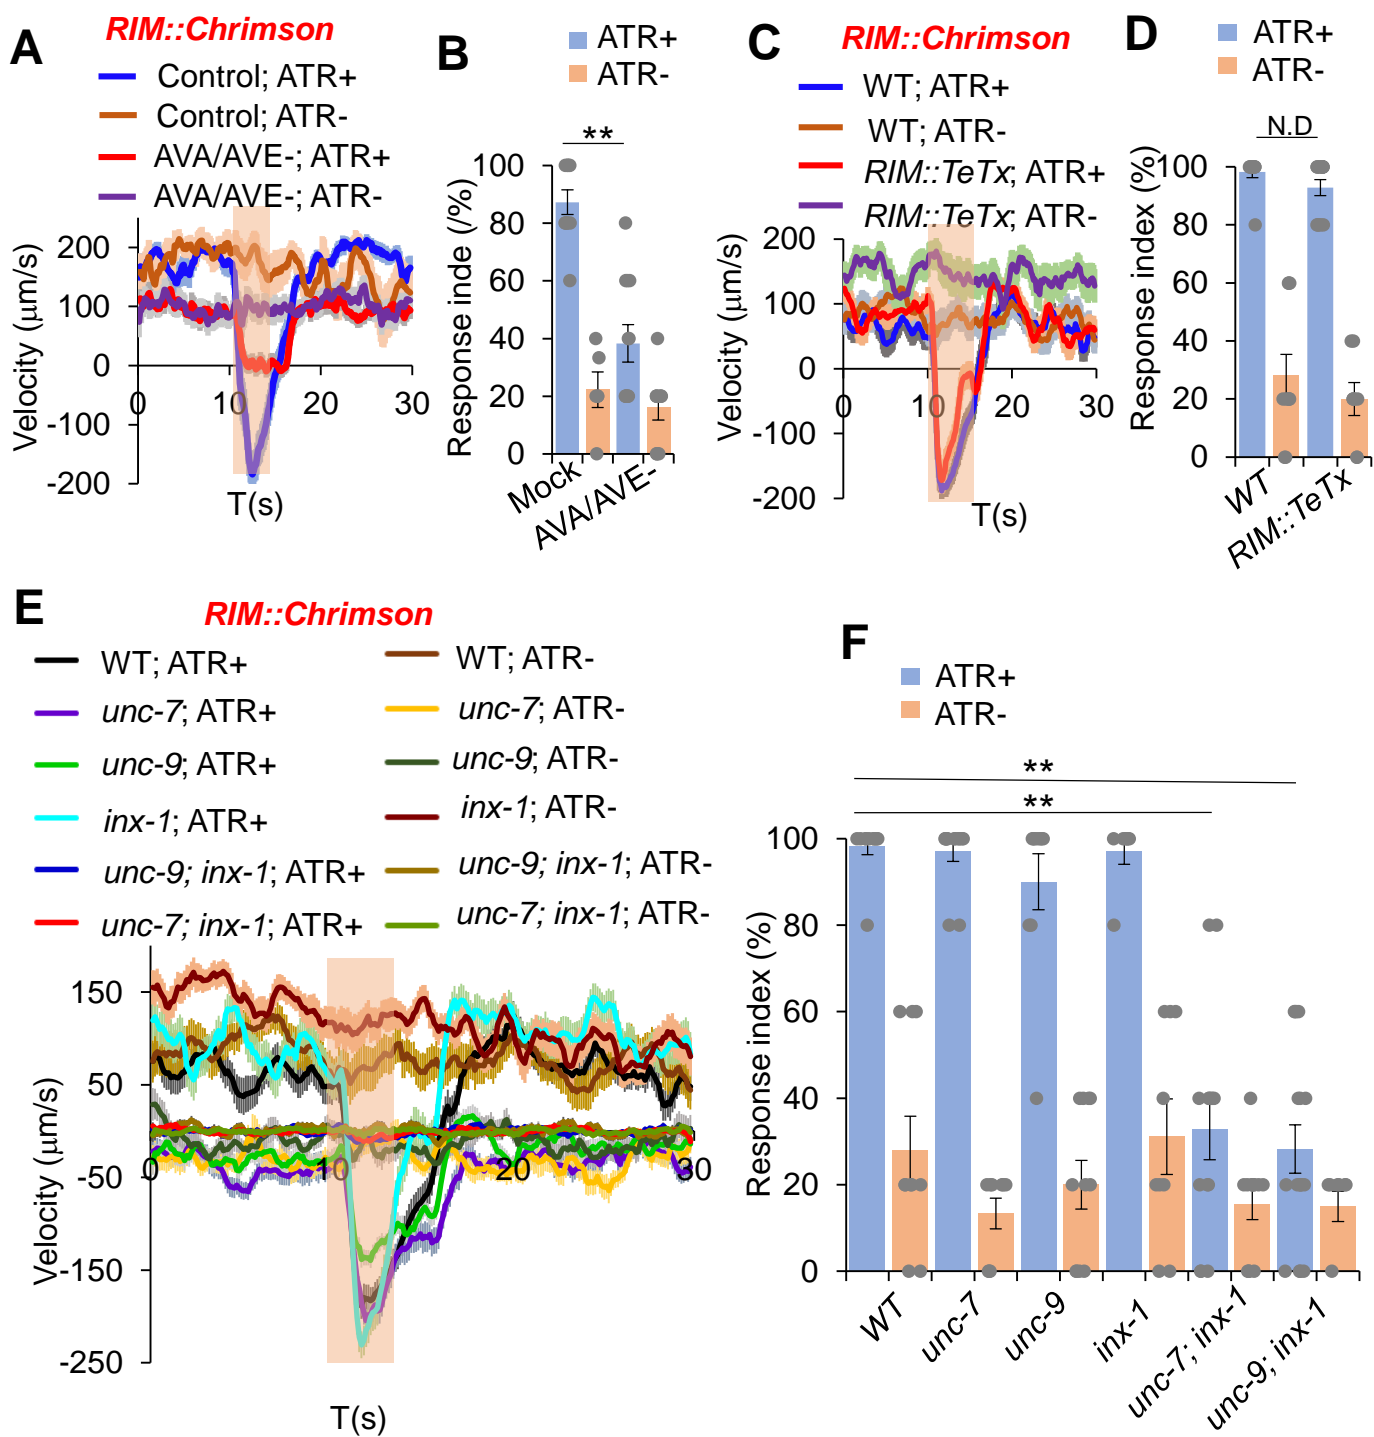 A
RIM::Chrimson
Control; ATR+
Control; ATR-
AVA/AVE-; ATR+
AVA/AVE-; ATR-
Velocity (μm/s)
200
100
0
-100
-200
0
10
20
30
T(s)
B
ATR+
ATR-
**
Response inde (/%)
100
80
60
40
20
0
Mock
AVA/AVE-
C
RIM::Chrimson
WT; ATR+
WT; ATR-
RIM::TeTx; ATR+
RIM::TeTx; ATR-
Velocity (μm/s)
200
100
0
-100
-200
0
10
20
30
T(s)
D
ATR+
ATR-
N.D
Response index (%)
100
80
60
40
20
0
WT
RIM::TeTx
E
RIM::Chrimson
WT; ATR+
unc-7; ATR+
unc-9; ATR+
inx-1; ATR+
unc-9; inx-1; ATR+
unc-7; inx-1; ATR+
WT; ATR-
unc-7; ATR-
unc-9; ATR-
inx-1; ATR-
unc-9; inx-1; ATR-
unc-7; inx-1; ATR-
Velocity (μm/s)
150
50
-50
-150
-250
0
10
20
30
T(s)
F
ATR+
ATR-
**
**
Response index (%)
100
80
60
40
20
0
WT
unc-7
unc-9
inx-1
unc-7; inx-1
unc-9; inx-1